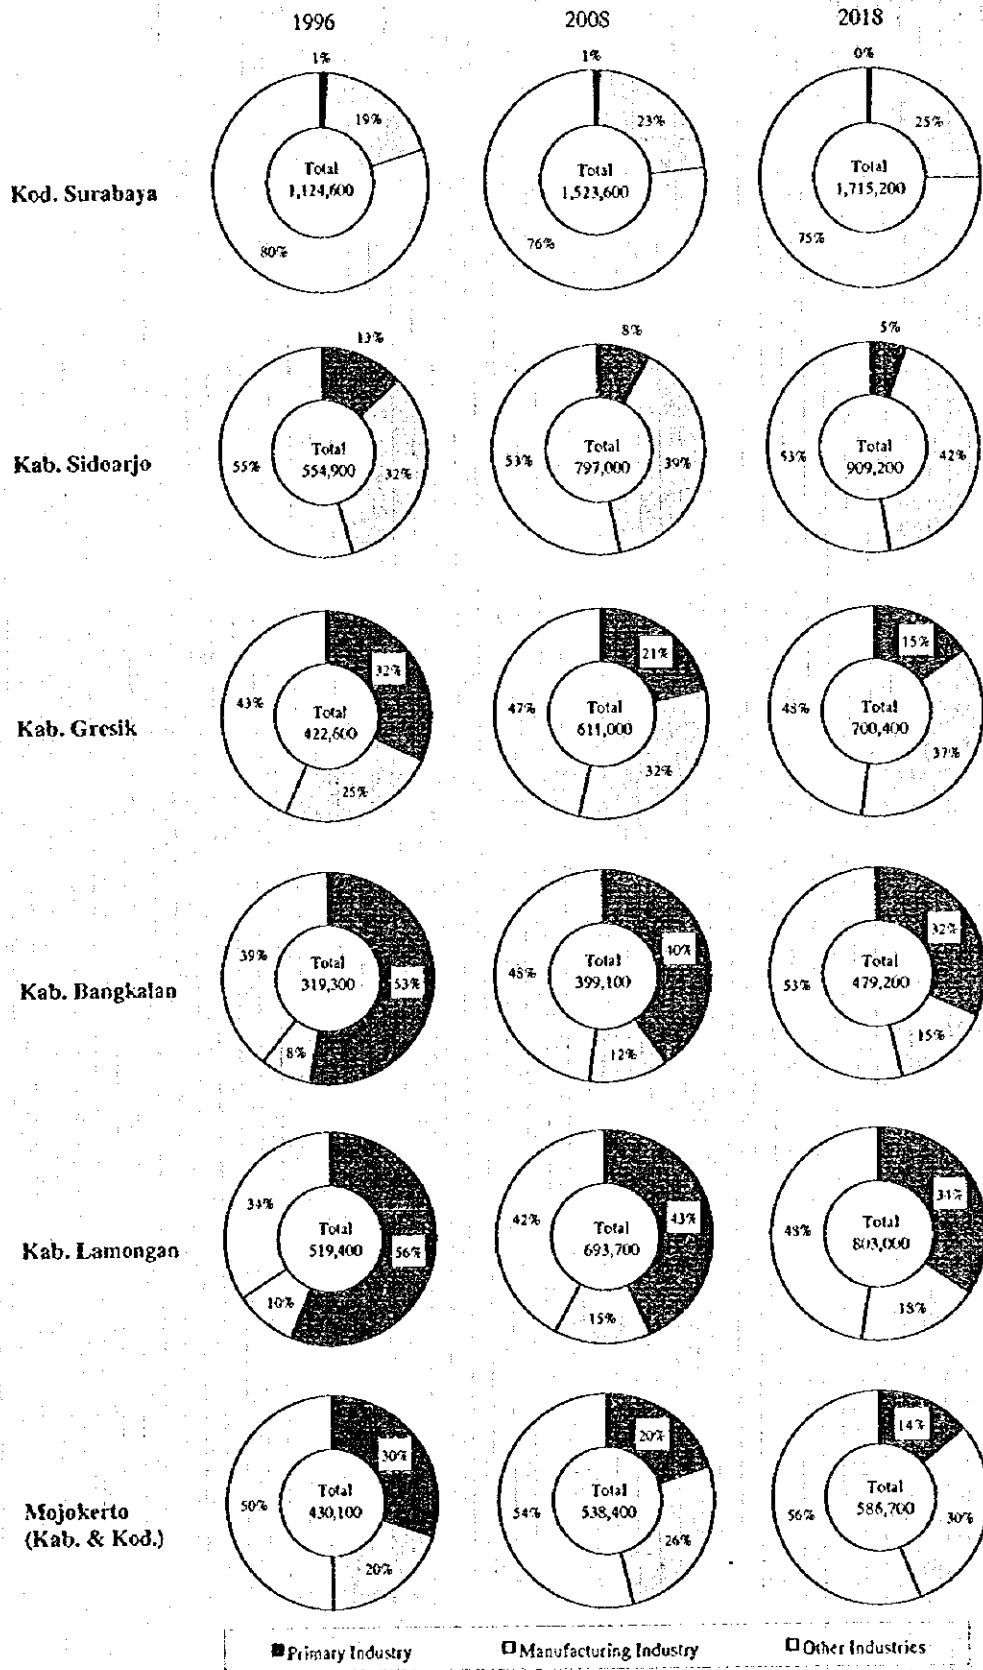 1996 2008 2018
1% 1% 0%
19% 23% 25%
Kod. Surabaya
Total Total Total
1,124,600 1,523,600 1,715,200
80% 76% 75%
13% 8% 5%
Kab. Sidoarjo
Total Total Total
554,900 797,000 909,200
55% 32% 53% 39% 53% 42%
32% 21% 15%
43% 47% 48%
Kab. Gresik
Total Total Total
422,600 611,000 700,400
25% 32% 37%
39% 40% 32%
Kab. Bangkalan
Total Total Total
319,300 399,100 479,200
53% 48% 53%
8% 12% 15%
34% 42% 43% 48% 34%
Kab. Lamongan
Total Total Total
519,400 693,700 803,000
56%
10% 15% 18%
30% 20% 14%
Mojokerto
(Kab. & Kod.)
Total Total Total
430,100 538,400 586,700
50% 54% 56%
20% 26% 30%
Primary Industry Manufacturing Industry Other Industries